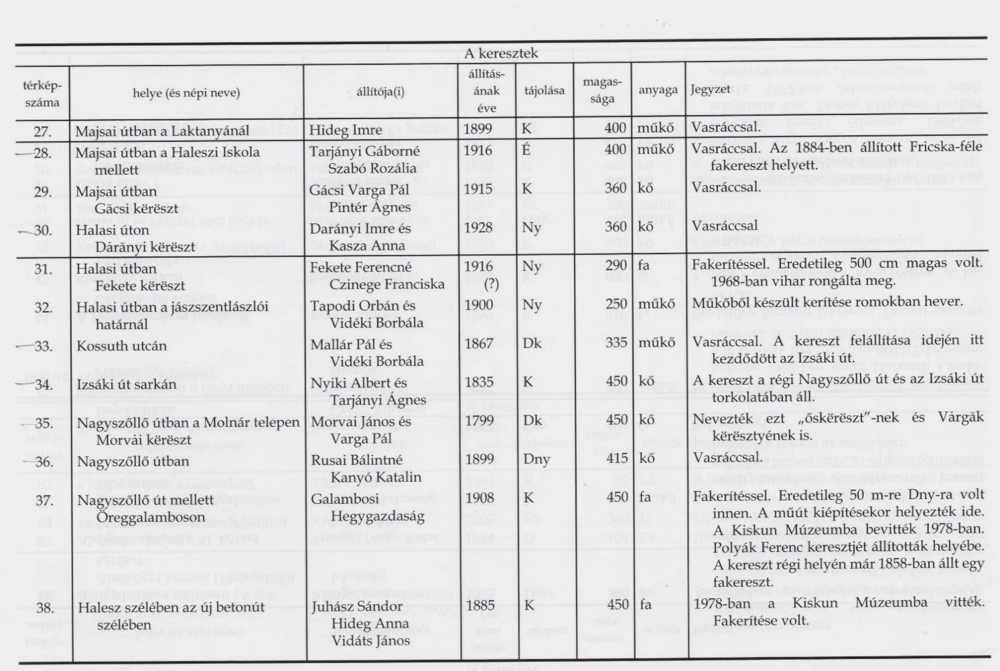 A keresztek
térkép-
száma
helye (és népi neve)
állítója(i)
állítás-
ának
éve
tájolása
magas-
sága
anyaga
Jegyzet
27. Majsai útban a Laktanyánál Hideg Imre 1899 K 400 műkő Vasráccsal.
28. Majsai útban a Haleszi Iskola Tarjányi Gáborné 1916 É 400 műkő Vasráccsal. Az 1884-ben állított Fricska-féle
mellett Szabó Rozália fakereszt helyett.
29. Majsai útban Gácsi Varga Pál 1915 K 360 kő Vasráccsal.
Gācsi kërëszt Pintér Ágnes
30. Halasi úton Darányi Imre és 1928 Ny 360 kő Vasráccsal
Dàrānyi kërëszt Kasza Anna
31. Halasi útban Fekete Ferencné 1916 Ny 290 fa Fakerítéssel. Eredetileg 500 cm magas volt.
Fekete kërëszt Czinege Franciska (?) 1968-ban vihar rongálta meg.
32. Halasi útban a jászszentlászlói Tapodi Orbán és 1900 Ny 250 műkő Műkőből készült kerítése romokban hever.
határnál Vidéki Borbála
33. Kossuth utcán Mallár Pál és 1867 Dk 335 műkő Vasráccsal. A kereszt felállítása idején itt
Vidéki Borbála kezdődött az Izsáki út.
34. Izsáki út sarkán Nyiki Albert és 1835 K 450 kő A kereszt a régi Nagyszőllő út és az Izsáki út
Tarjányi Ágnes torkolatában áll.
35. Nagyszőllő útban a Molnár telepen Morvai János és 1799 Dk 450 kő Nevezték ezt „őskërëszt”-nek és Vàrgāk
Morvái kërëszt Varga Pál kërësztyének is.
36. Nagyszőllő útban Rusai Bálintné 1899 Dny 415 kő Vasráccsal.
Kanyó Katalin
37. Nagyszőllő út mellett Galambosi 1908 K 450 fa Fakerítéssel. Eredetileg 50 m-re Dny-ra volt
Öreggalamboson Hegygazdaság innen. A műút kiépítésekor helyezték ide.
A Kiskun Múzeumba bevitték 1978-ban.
Polyák Ferenc keresztjét állították helyébe.
A kereszt régi helyén már 1858-ban állt egy
fakereszt.
38. Halesz szélében az új betonút Juhász Sándor 1885 K 450 fa 1978-ban a Kiskun Múzeumba vitték.
szélében Hideg Anna Fakerítése volt.
Vidáts János